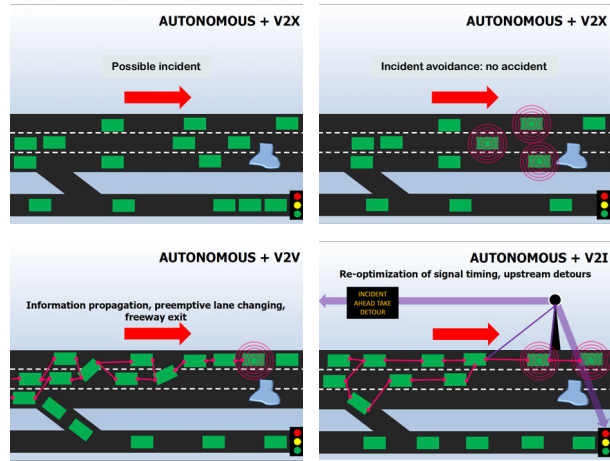 AUTONOMOUS + V2X
Possible incident
AUTONOMOUS + V2X
Incident avoidance: no accident
AUTONOMOUS + V2V
Information propagation, preemptive lane changing,
freeway exit
AUTONOMOUS + V2I
Re-optimization of signal timing, upstream detours
INCIDENT
AHEAD TAKE
DETOUR